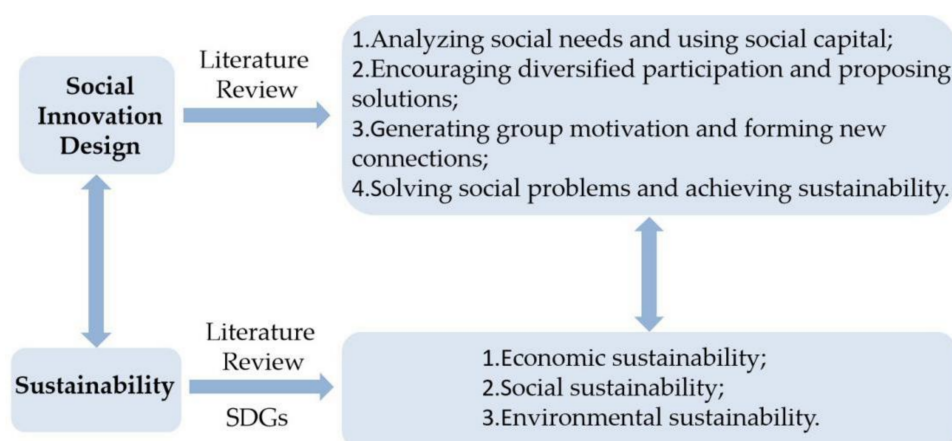 Social
Innovation
Design
Literature
Review
1.Analyzing social needs and using social capital;
2.Encouraging diversified participation and proposing
solutions;
3.Generating group motivation and forming new
connections;
4.Solving social problems and achieving sustainability.
Sustainability
Literature
Review
SDGs
1.Economic sustainability;
2.Social sustainability;
3.Environmental sustainability.